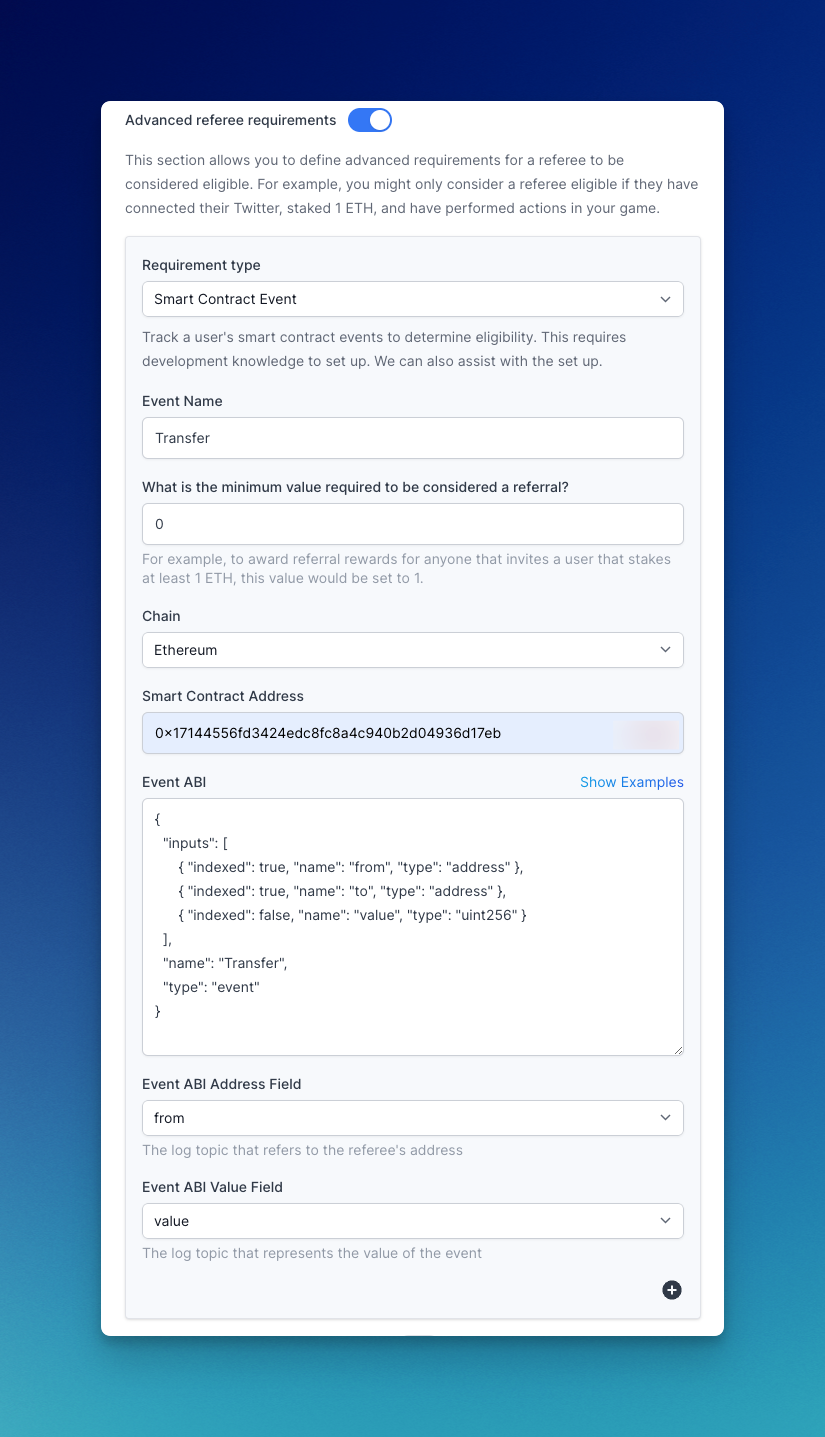 Advanced referee requirements
This section allows you to define advanced requirements for a referee to be
considered eligible. For example, you might only consider a referee eligible if they have
connected their Twitter, staked 1 ETH, and have performed actions in your game.
Requirement type
Smart Contract Event
Track a user's smart contract events to determine eligibility. This requires
development knowledge to set up. We can also assist with the set up.
Event Name
Transfer
What is the minimum value required to be considered a referral?
0
For example, to award referral rewards for anyone that invites a user that stakes
at least 1 ETH, this value would be set to 1.
Chain
Ethereum
Smart Contract Address
0x17144556fd3424edc8fc8a4c940b2d04936d17eb
Event ABI Show Examples
{
"inputs": [
{ "indexed": true, "name": "from", "type": "address" },
{ "indexed": true, "name": "to", "type": "address" },
{ "indexed": false, "name": "value", "type": "uint256" }
],
"name": "Transfer",
"type": "event"
}
Event ABI Address Field
from
The log topic that refers to the referee's address
Event ABI Value Field
value
The log topic that represents the value of the event